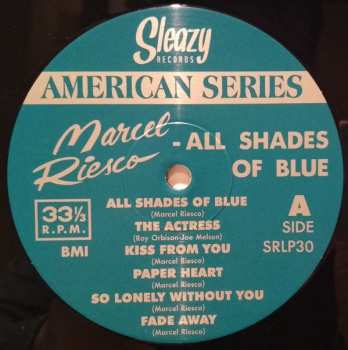 Sleazy
RECORDS
AMERICAN SERIES
Marcel
Riesco
- ALL SHADES
OF BLUE
33⅓
R.P.M.
BMI
ALL SHADES OF BLUE
(Marcel Riesco)
THE ACTRESS
(Roy Orbison-Joe Melson)
KISS FROM YOU
(Marcel Riesco)
PAPER HEART
(Marcel Riesco)
SO LONELY WITHOUT YOU
(Marcel Riesco)
FADE AWAY
(Marcel Riesco)
A
SIDE
SRLP30